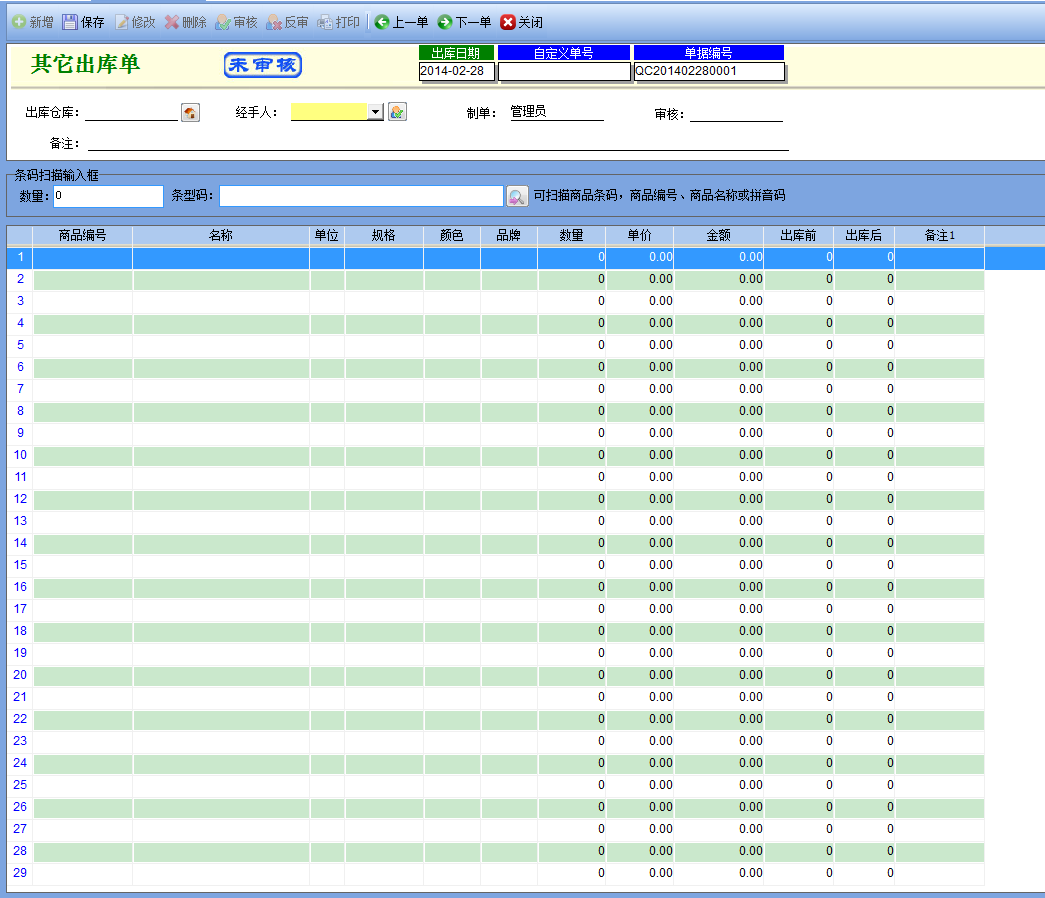 新增 保存 修改 删除 审核 反审 打印 上一单 下一单 关闭
其它出库单 未审核 出库日期 自定义单号 单据编号
2014-02-28 QC201402280001
出库仓库: 经手人: 制单: 管理员 审核:
备注:
条码扫描输入框
数量: 0 条型码: 可扫描商品条码，商品编号、商品名称或拼音码
商品编号 名称 单位 规格 颜色 品牌 数量 单价 金额 出库前 出库后 备注1
1 0 0.00 0.00 0 0
2 0 0.00 0.00 0 0
3 0 0.00 0.00 0 0
4 0 0.00 0.00 0 0
5 0 0.00 0.00 0 0
6 0 0.00 0.00 0 0
7 0 0.00 0.00 0 0
8 0 0.00 0.00 0 0
9 0 0.00 0.00 0 0
10 0 0.00 0.00 0 0
11 0 0.00 0.00 0 0
12 0 0.00 0.00 0 0
13 0 0.00 0.00 0 0
14 0 0.00 0.00 0 0
15 0 0.00 0.00 0 0
16 0 0.00 0.00 0 0
17 0 0.00 0.00 0 0
18 0 0.00 0.00 0 0
19 0 0.00 0.00 0 0
20 0 0.00 0.00 0 0
21 0 0.00 0.00 0 0
22 0 0.00 0.00 0 0
23 0 0.00 0.00 0 0
24 0 0.00 0.00 0 0
25 0 0.00 0.00 0 0
26 0 0.00 0.00 0 0
27 0 0.00 0.00 0 0
28 0 0.00 0.00 0 0
29 0 0.00 0.00 0 0